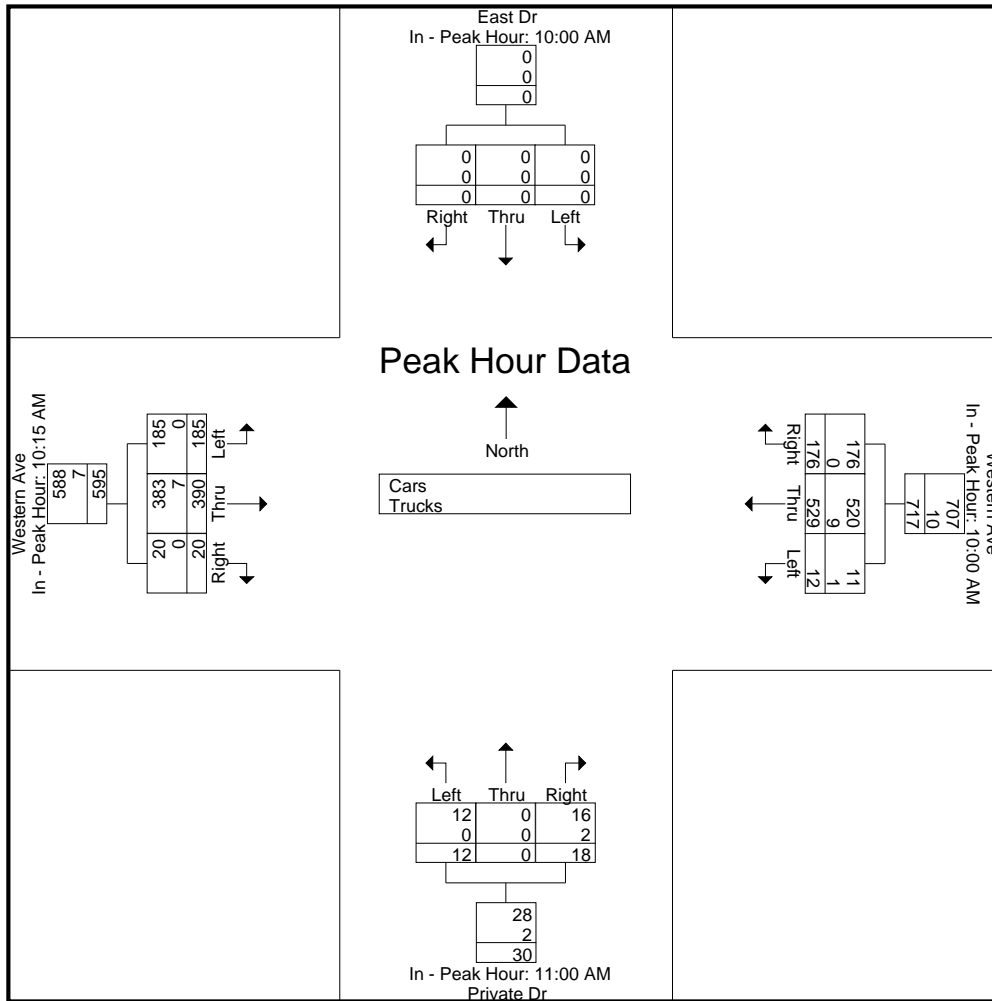 East Dr
In - Peak Hour: 10:00 AM
0
0
0
0 0 0
0 0 0
0 0 0
Right Thru Left
Peak Hour Data
North
Cars
Trucks
Western Ave
In - Peak Hour: 10:15 AM
588
7
595
185 0 185
383 7 390
20 0 20
Left Thru Right
Right Thru Left
176 0 176
529 9 520
12 1 11
717
10
707
In - Peak Hour: 10:00 AM
Western Ave
Left Thru Right
12 0 16
0 0 2
12 0 18
28
2
30
In - Peak Hour: 11:00 AM
Private Dr